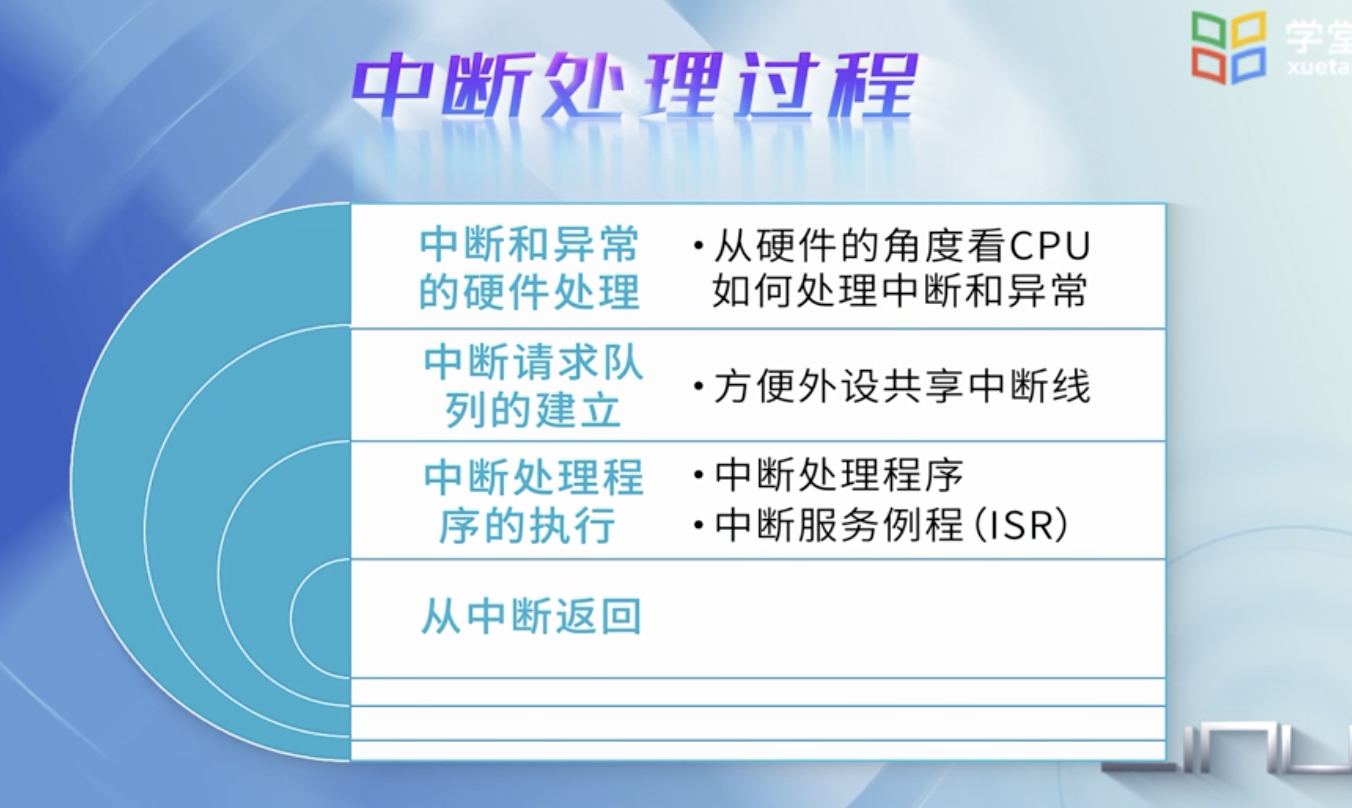 中断处理过程
学堂
中断和异常
的硬件处理
•从硬件的角度看CPU
如何处理中断和异常
中断请求队
列的建立
•方便外设共享中断线
中断处理程
序的执行
•中断处理程序
•中断服务例程(ISR)
从中断返回